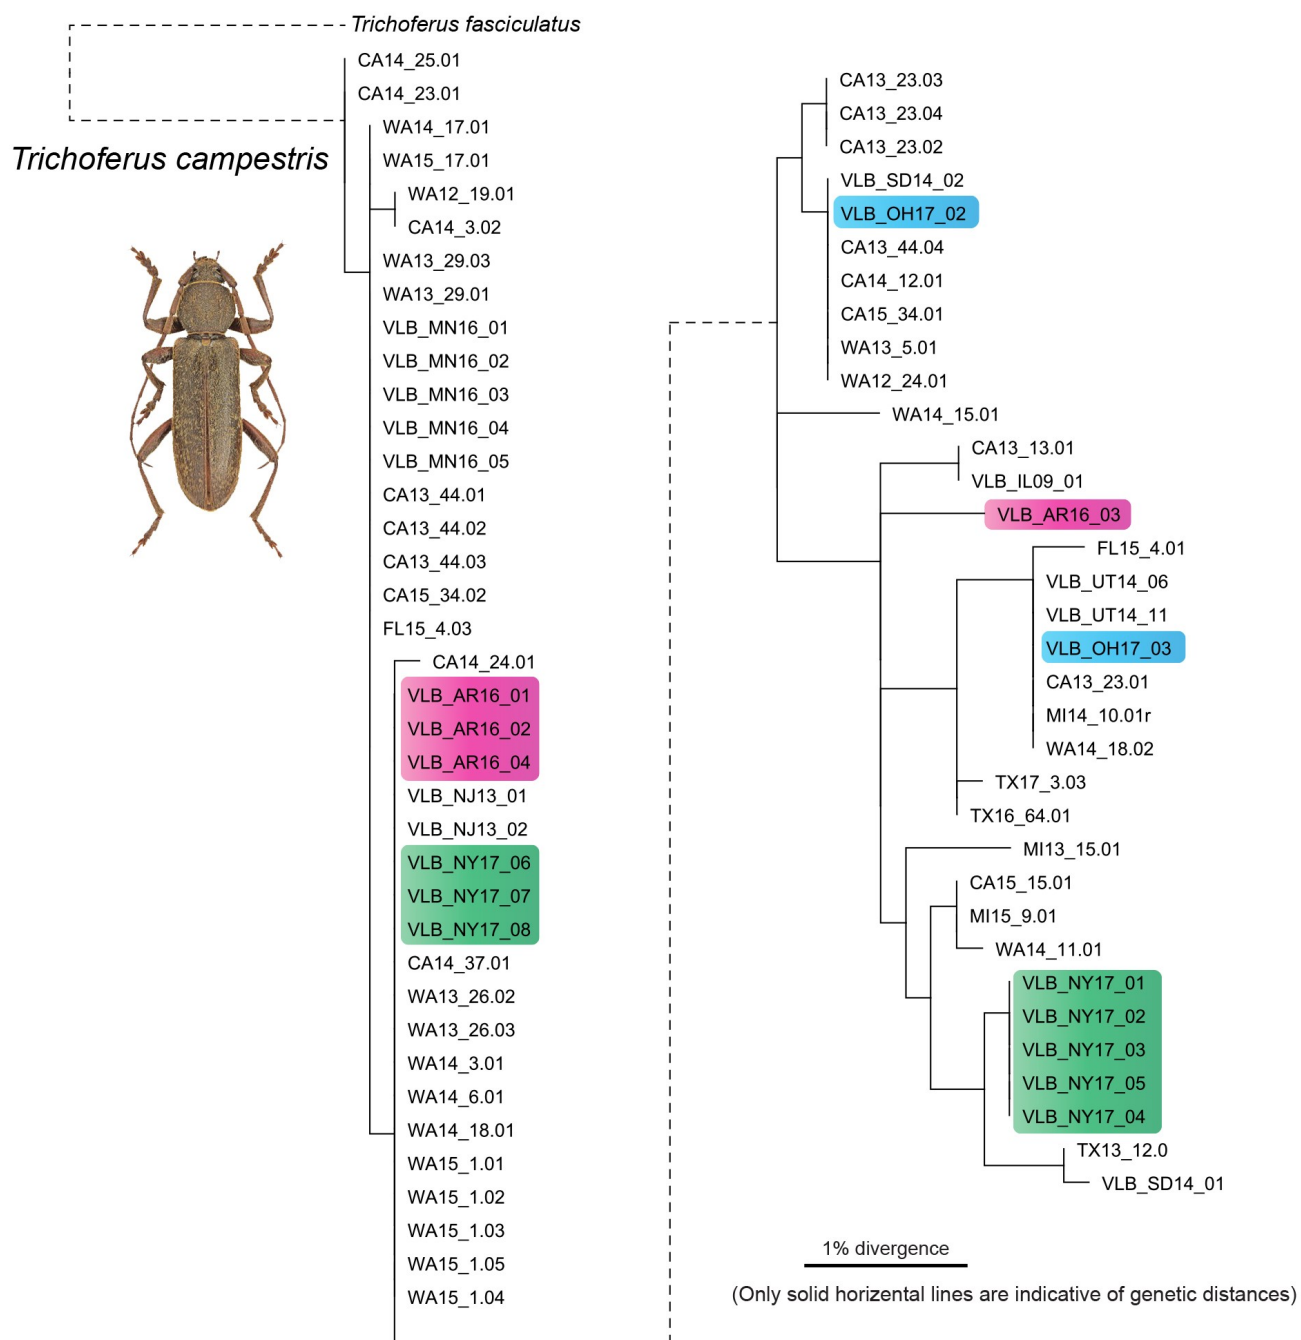 Trichoferus fasciculatus
CA14_25.01
CA14_23.01
WA14_17.01
Trichoferus campestris
WA15_17.01
WA12_19.01
CA14_3.02
WA13_29.03
WA13_29.01
VLB_MN16_01
VLB_MN16_02
VLB_MN16_03
VLB_MN16_04
VLB_MN16_05
CA13_44.01
CA13_44.02
CA13_44.03
CA15_34.02
FL15_4.03
CA14_24.01
VLB_AR16_01
VLB_AR16_02
VLB_AR16_04
VLB_NJ13_01
VLB_NJ13_02
VLB_NY17_06
VLB_NY17_07
VLB_NY17_08
CA14_37.01
WA13_26.02
WA13_26.03
WA14_3.01
WA14_6.01
WA14_18.01
WA15_1.01
WA15_1.02
WA15_1.03
WA15_1.05
WA15_1.04
CA13_23.03
CA13_23.04
CA13_23.02
VLB_SD14_02
VLB_OH17_02
CA13_44.04
CA14_12.01
CA15_34.01
WA13_5.01
WA12_24.01
WA14_15.01
CA13_13.01
VLB_IL09_01
VLB_AR16_03
FL15_4.01
VLB_UT14_06
VLB_UT14_11
VLB_OH17_03
CA13_23.01
MI14_10.01r
WA14_18.02
TX17_3.03
TX16_64.01
MI13_15.01
CA15_15.01
MI15_9.01
WA14_11.01
VLB_NY17_01
VLB_NY17_02
VLB_NY17_03
VLB_NY17_05
VLB_NY17_04
TX13_12.0
VLB_SD14_01
1% divergence
(Only solid horizental lines are indicative of genetic distances)